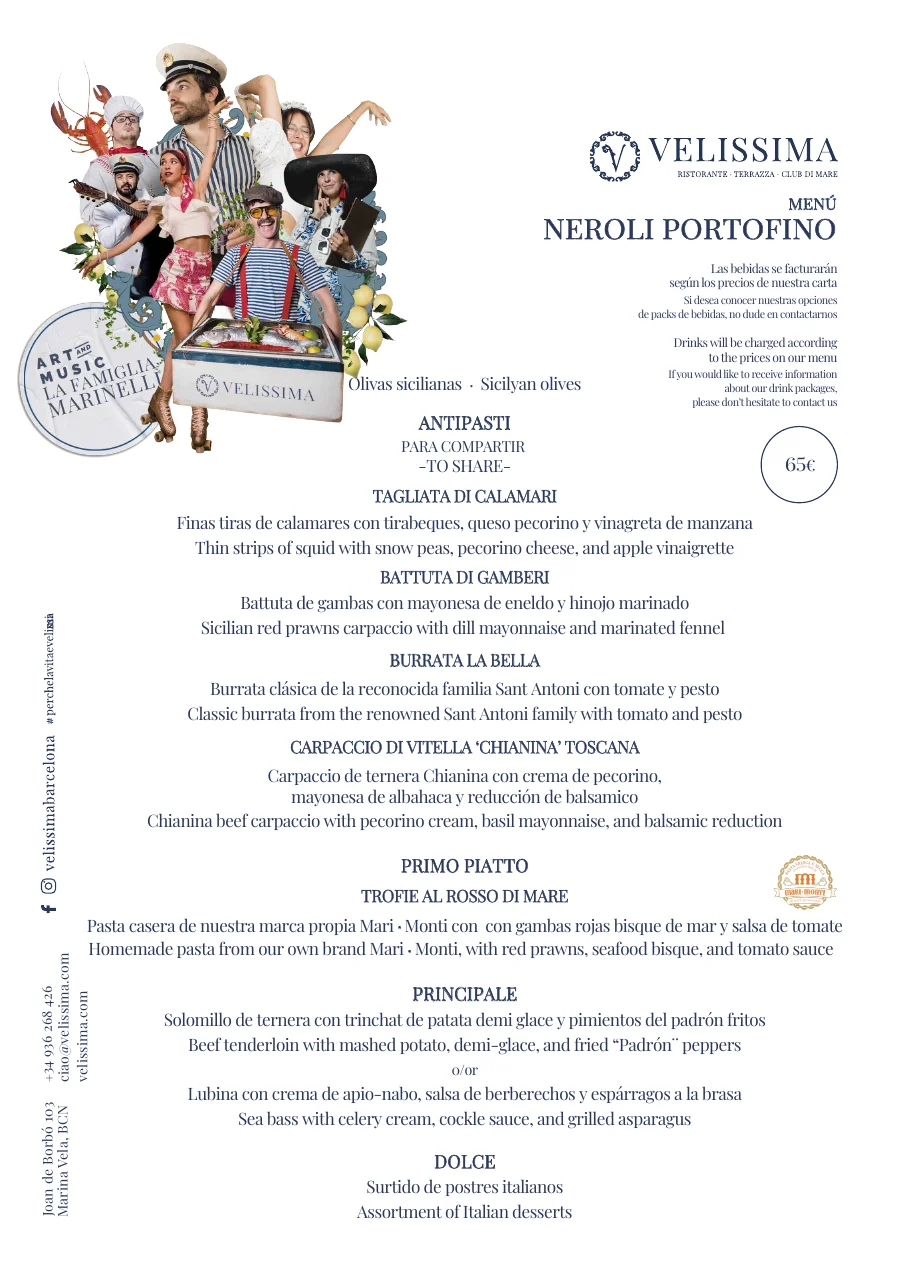 VELISSIMA
RISTORANTE · TERRAZZA · CLUB DI MARE
MENÚ
NEROLI PORTOFINO
Las bebidas se facturarán
según los precios de nuestra carta
Si desea conocer nuestras opciones
de packs de bebidas, no dude en contactarnos
Drinks will be charged according
to the prices on our menu
If you would like to receive information
about our drink packages,
please don't hesitate to contact us
65€
ART AND
MUSIC
LA FAMIGLIA
MARINELLI
V VELISSIMA
Olivas sicilianas · Sicilyan olives
ANTIPASTI
PARA COMPARTIR
-TO SHARE-
TAGLIATA DI CALAMARI
Finas tiras de calamares con tirabeques, queso pecorino y vinagreta de manzana
Thin strips of squid with snow peas, pecorino cheese, and apple vinaigrette
BATTUTA DI GAMBERI
Battuta de gambas con mayonesa de eneldo y hinojo marinado
Sicilian red prawns carpaccio with dill mayonnaise and marinated fennel
BURRATA LA BELLA
Burrata clásica de la reconocida familia Sant Antoni con tomate y pesto
Classic burrata from the renowned Sant Antoni family with tomato and pesto
CARPACCIO DI VITELLA ‘CHIANINA’ TOSCANA
Carpaccio de ternera Chianina con crema de pecorino,
mayonesa de albahaca y reducción de balsamico
Chianina beef carpaccio with pecorino cream, basil mayonnaise, and balsamic reduction
PRIMO PIATTO
TROFIE AL ROSSO DI MARE
Pasta casera de nuestra marca propia Mari · Monti con con gambas rojas bisque de mar y salsa de tomate
Homemade pasta from our own brand Mari · Monti, with red prawns, seafood bisque, and tomato sauce
MARI·MONTI
PRINCIPALE
Solomillo de ternera con trinchat de patata demi glace y pimientos del padrón fritos
Beef tenderloin with mashed potato, demi-glace, and fried “Padrón¨ peppers
o/or
Lubina con crema de apio-nabo, salsa de berberechos y espárragos a la brasa
Sea bass with celery cream, cockle sauce, and grilled asparagus
DOLCE
Surtido de postres italianos
Assortment of Italian desserts
velissimabarcelona
Joan de Borbó 103
Marina Vela, BCN
+34 936 268 426
ciao@velissima.com
velissima.com